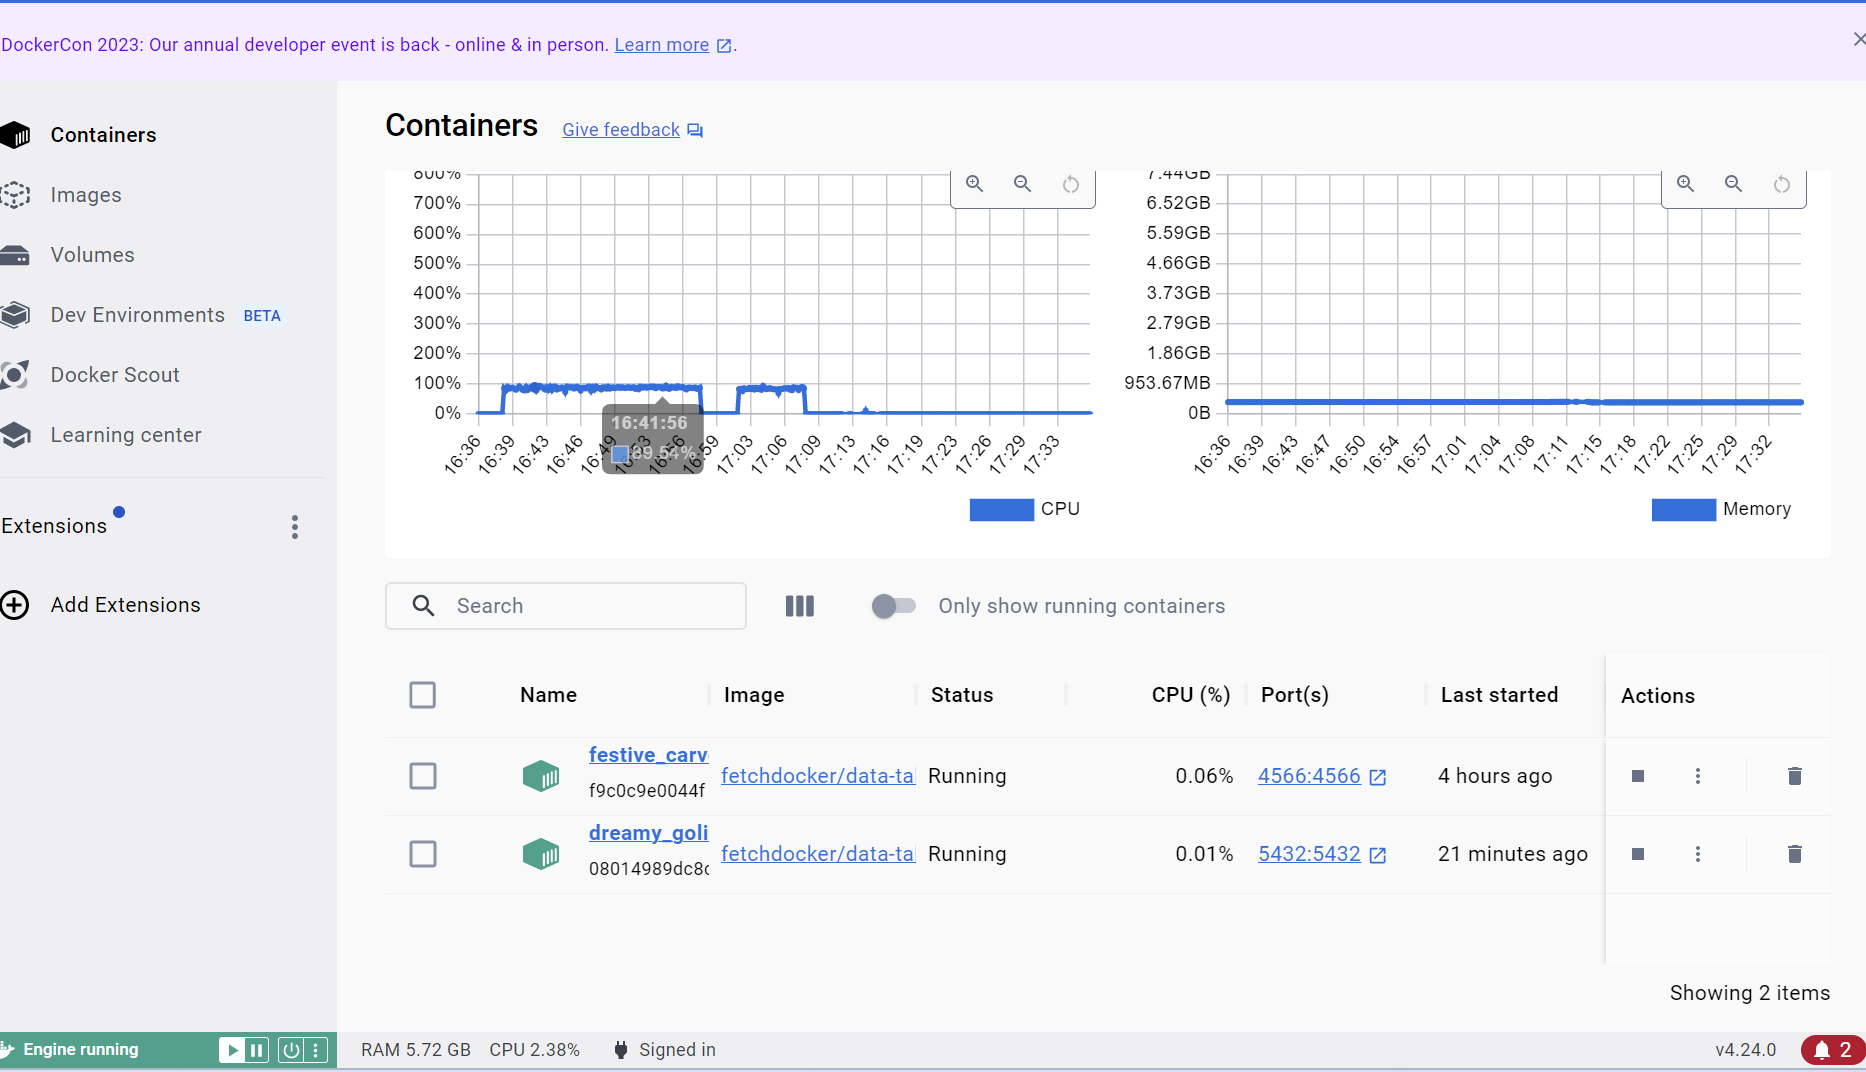 DockerCon 2023: Our annual developer event is back - online & in person. Learn more .
Containers
Images
Volumes
Dev Environments BETA
Docker Scout
Learning center
Extensions
Add Extensions
Containers Give feedback
800%
700%
600%
500%
400%
300%
200%
100%
0%
16:36 16:39 16:43 16:46 16:49 16:53 16:56 16:59 17:03 17:06 17:09 17:13 17:16 17:19 17:23 17:26 17:29 17:33
16:41:56
89.54%
CPU
7.44GB
6.52GB
5.59GB
4.66GB
3.73GB
2.79GB
1.86GB
953.67MB
0B
16:36 16:39 16:43 16:47 16:50 16:54 16:57 17:01 17:04 17:08 17:11 17:15 17:18 17:22 17:25 17:29 17:32
Memory
Search
Only show running containers
Name Image Status CPU (%) Port(s) Last started Actions
festive_carv
f9c0c9e0044f
fetchdocker/data-ta Running 0.06% 4566:4566 4 hours ago
dreamy_goli
08014989dc8c
fetchdocker/data-ta Running 0.01% 5432:5432 21 minutes ago
Showing 2 items
Engine running
RAM 5.72 GB CPU 2.38% Signed in
v4.24.0
2